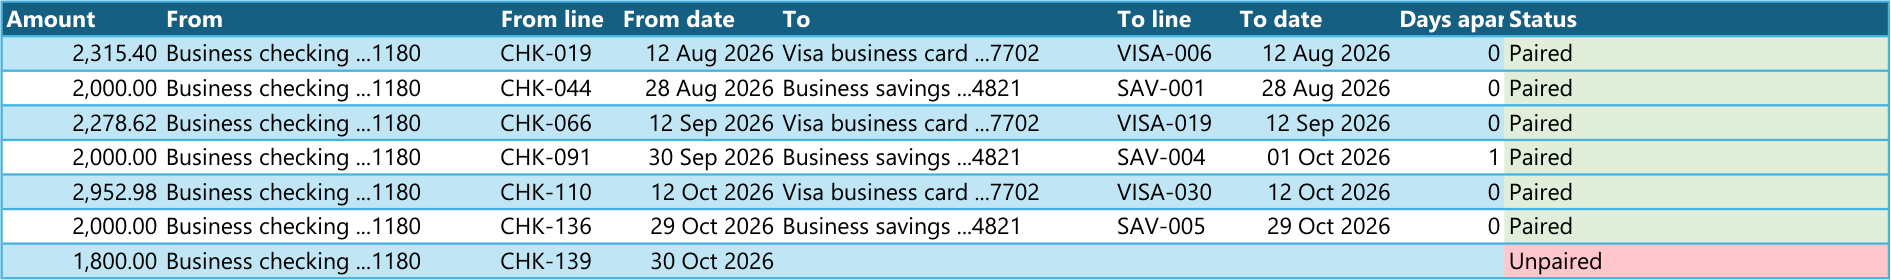 Amount From From line From date To To line To date Days apar Status
2,315.40 Business checking ...1180 CHK-019 12 Aug 2026 Visa business card ...7702 VISA-006 12 Aug 2026 0 Paired
2,000.00 Business checking ...1180 CHK-044 28 Aug 2026 Business savings ...4821 SAV-001 28 Aug 2026 0 Paired
2,278.62 Business checking ...1180 CHK-066 12 Sep 2026 Visa business card ...7702 VISA-019 12 Sep 2026 0 Paired
2,000.00 Business checking ...1180 CHK-091 30 Sep 2026 Business savings ...4821 SAV-004 01 Oct 2026 1 Paired
2,952.98 Business checking ...1180 CHK-110 12 Oct 2026 Visa business card ...7702 VISA-030 12 Oct 2026 0 Paired
2,000.00 Business checking ...1180 CHK-136 29 Oct 2026 Business savings ...4821 SAV-005 29 Oct 2026 0 Paired
1,800.00 Business checking ...1180 CHK-139 30 Oct 2026 Unpaired